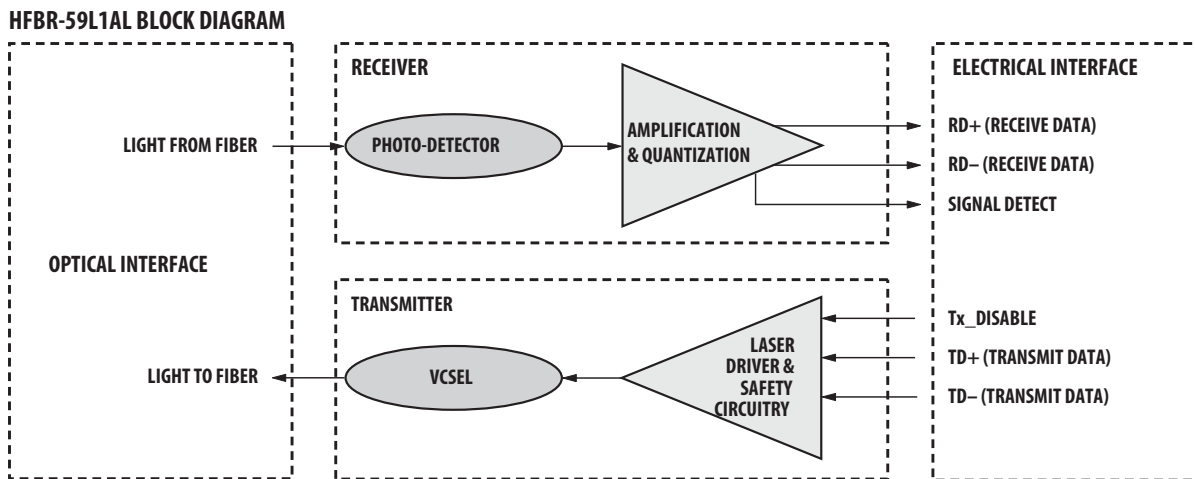 HFBR-59L1AL BLOCK DIAGRAM
RECEIVER
ELECTRICAL INTERFACE
LIGHT FROM FIBER
PHOTO-DETECTOR
AMPLIFICATION
& QUANTIZATION
RD+ (RECEIVE DATA)
RD– (RECEIVE DATA)
SIGNAL DETECT
OPTICAL INTERFACE
TRANSMITTER
LIGHT TO FIBER
VCSEL
LASER
DRIVER &
SAFETY
CIRCUITRY
Tx_DISABLE
TD+ (TRANSMIT DATA)
TD– (TRANSMIT DATA)